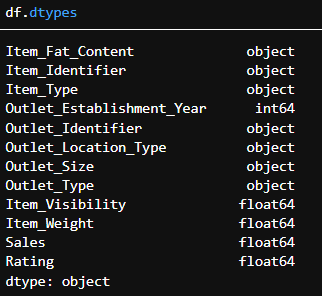 df.dtypes
Item_Fat_Content object
Item_Identifier object
Item_Type object
Outlet_Establishment_Year int64
Outlet_Identifier object
Outlet_Location_Type object
Outlet_Size object
Outlet_Type object
Item_Visibility float64
Item_Weight float64
Sales float64
Rating float64
dtype: object